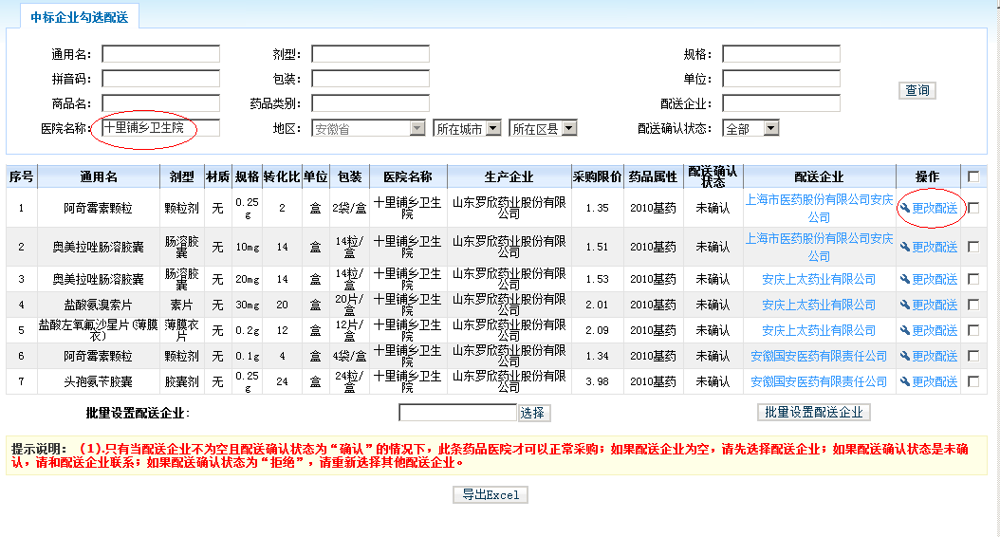 中标企业勾选配送
通用名： 剂型： 规格：
拼音码： 包装： 单位：
查询
商品名： 药品类别： 配送企业：
医院名称： 十里铺乡卫生院 地区： 安徽省 所在城市 所在区县 配送确认状态： 全部
序号 通用名 剂型 材质 规格 转化比 单位 包装 医院名称 生产企业 采购限价 药品属性 配送确认状态 配送企业 操作
1 阿奇霉素颗粒 颗粒剂 无 0.25g 2 盒 2袋/盒 十里铺乡卫生院 山东罗欣药业股份有限公司 1.35 2010基药 未确认 上海市医药股份有限公司安庆公司 更改配送
2 奥美拉唑肠溶胶囊 肠溶胶囊 无 10mg 14 盒 14粒/盒 十里铺乡卫生院 山东罗欣药业股份有限公司 1.51 2010基药 未确认 上海市医药股份有限公司安庆公司 更改配送
3 奥美拉唑肠溶胶囊 肠溶胶囊 无 20mg 14 盒 14粒/盒 十里铺乡卫生院 山东罗欣药业股份有限公司 1.53 2010基药 未确认 安庆上太药业有限公司 更改配送
4 盐酸氨溴索片 素片 无 30mg 20 盒 20片/盒 十里铺乡卫生院 山东罗欣药业股份有限公司 2.01 2010基药 未确认 安庆上太药业有限公司 更改配送
5 盐酸左氧氟沙星片(薄膜衣) 薄膜衣片 无 0.2g 12 盒 12片/盒 十里铺乡卫生院 山东罗欣药业股份有限公司 2.09 2010基药 未确认 安庆上太药业有限公司 更改配送
6 阿奇霉素颗粒 颗粒剂 无 0.1g 4 盒 4袋/盒 十里铺乡卫生院 山东罗欣药业股份有限公司 1.34 2010基药 未确认 安徽国安医药有限责任公司 更改配送
7 头孢氨苄胶囊 胶囊剂 无 0.25g 24 盒 24粒/盒 十里铺乡卫生院 山东罗欣药业股份有限公司 3.98 2010基药 未确认 安徽国安医药有限责任公司 更改配送
批量设置配送企业： 选择 批量设置配送企业
提示说明：（1).只有当配送企业不为空且配送确认状态为“确认”的情况下，此条药品医院才可以正常采购；如果配送企业为空，请先选择配送企业；如果配送确认状态是未确
认，请和配送企业联系；如果配送确认状态为“拒绝”，请重新选择其他配送企业。
导出Excel